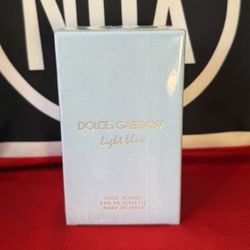 DOLCE & GABBANA
light blue
POUR HOMME
EAU DE TOILETTE
MADE IN ITALY